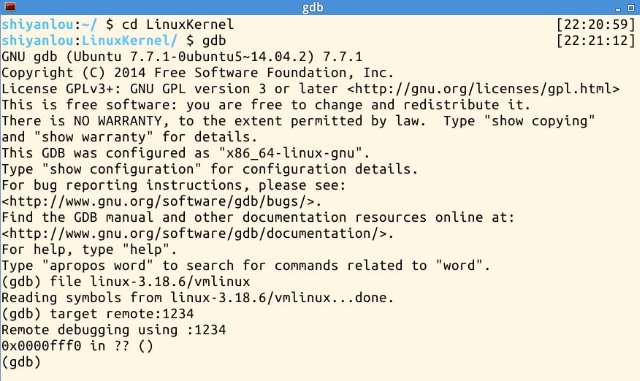 gdb
shiyanlou:~/ $ cd LinuxKernel [22:20:59]
shiyanlou:LinuxKernel/ $ gdb [22:21:12]
GNU gdb (Ubuntu 7.7.1-0ubuntu5~14.04.2) 7.7.1
Copyright (C) 2014 Free Software Foundation, Inc.
License GPLv3+: GNU GPL version 3 or later <http://gnu.org/licenses/gpl.html>
This is free software: you are free to change and redistribute it.
There is NO WARRANTY, to the extent permitted by law.  Type "show copying"
and "show warranty" for details.
This GDB was configured as "x86_64-linux-gnu".
Type "show configuration" for configuration details.
For bug reporting instructions, please see:
<http://www.gnu.org/software/gdb/bugs/>.
Find the GDB manual and other documentation resources online at:
<http://www.gnu.org/software/gdb/documentation/>.
For help, type "help".
Type "apropos word" to search for commands related to "word".
(gdb) file linux-3.18.6/vmlinux
Reading symbols from linux-3.18.6/vmlinux...done.
(gdb) target remote:1234
Remote debugging using :1234
0x0000fff0 in ?? ()
(gdb)